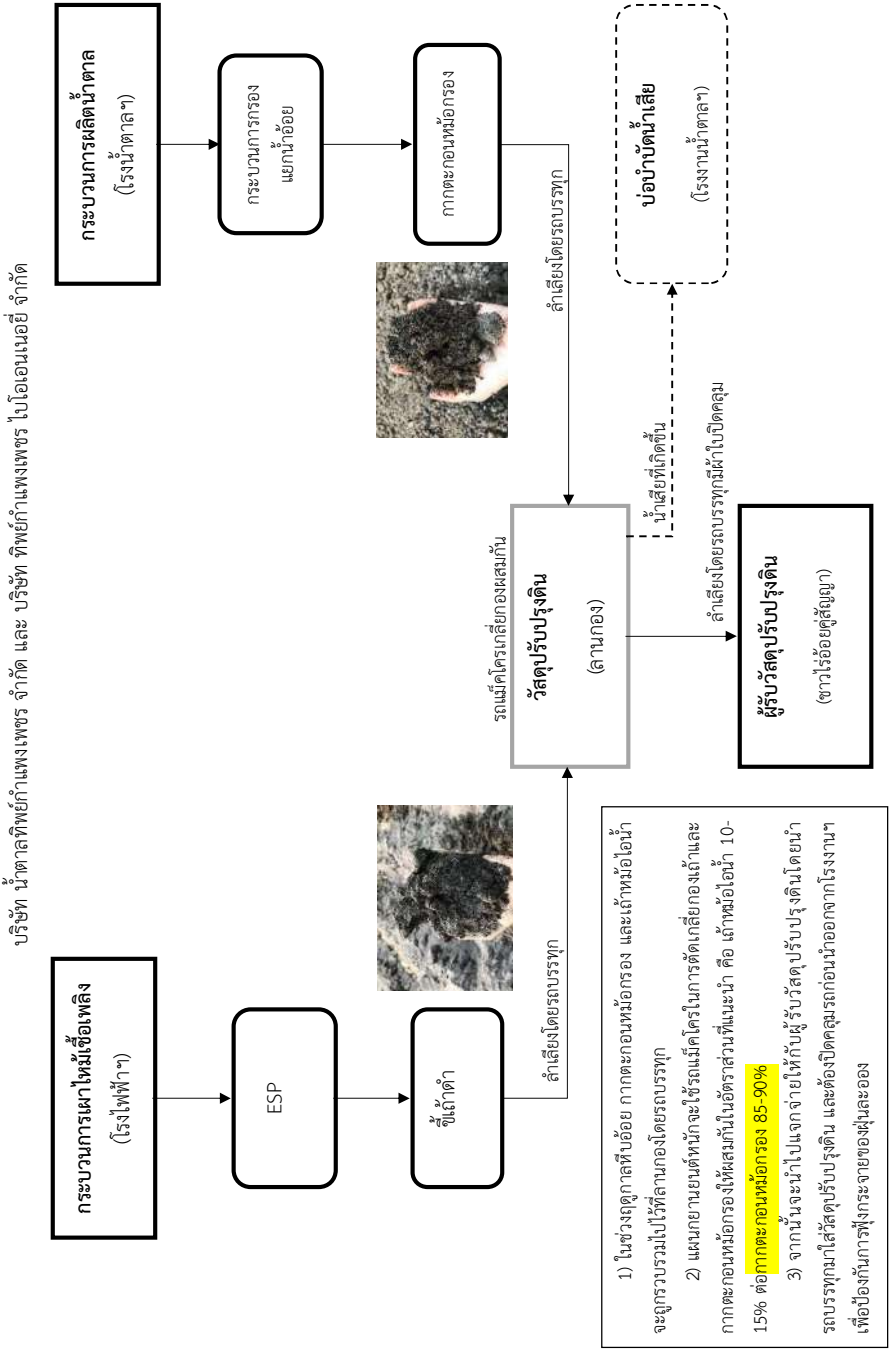 บริษัท น้ำตาลทิพย์กำแพงเพชร จำกัด และ บริษัท ทิพย์กำแพงเพชร ไบโอเอนเนอยี่ จำกัด
กระบวนการเผาไหม้เชื้อเพลิง
(โรงไฟฟ้าฯ)
ESP
ขี้เถ้าดำ
ลำเลียงโดยรถบรรทุก
กระบวนการผลิตน้ำตาล
(โรงน้ำตาลฯ)
กระบวนการกรอง
แยกน้ำอ้อย
กากตะกอนหม้อกรอง
ลำเลียงโดยรถบรรทุก
รถแม็คโครเกลี่ยกองผสมกัน
วัสดุปรับปรุงดิน
(ลานกอง)
น้ำเสียที่เกิดขึ้น
บ่อบำบัดน้ำเสีย
(โรงงานน้ำตาลฯ)
ลำเลียงโดยรถบรรทุกมีผ้าใบปิดคลุม
ผู้รับวัสดุปรับปรุงดิน
(ชาวไร่อ้อยคู่สัญญา)
1) ในช่วงฤดูกาลหีบอ้อย กากตะกอนหม้อกรอง และเถ้าหม้อไอน้ำ
จะถูกรวบรวมไปไว้ที่ลานกองโดยรถบรรทุก
2) แผนกยานยนต์หนักจะใช้รถแม็คโครในการตัดเกลี่ยกองเถ้าและ
กากตะกอนหม้อกรองให้ผสมกันในอัตราส่วนที่แนะนำ คือ เถ้าหม้อไอน้ำ 10-
15% ต่อกากตะกอนหม้อกรอง 85-90%
3) จากนั้นจะนำไปแจกจ่ายให้กับผู้รับวัสดุปรับปรุงดินโดยนำ
รถบรรทุกมาใส่วัสดุปรับปรุงดิน และต้องปิดคลุมรถก่อนนำออกจากโรงงานฯ
เพื่อป้องกันการฟุ้งกระจายของฝุ่นละออง